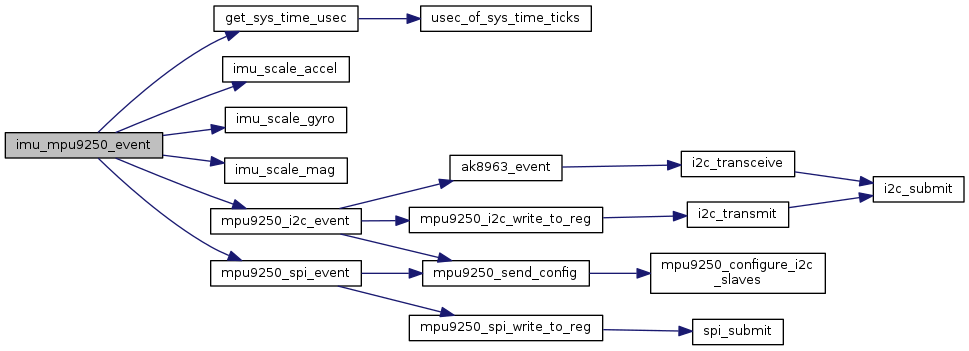 get_sys_time_usec
usec_of_sys_time_ticks
imu_scale_accel
imu_scale_gyro
imu_mpu9250_event
imu_scale_mag
ak8963_event
i2c_transceive
i2c_submit
mpu9250_i2c_event
mpu9250_i2c_write_to_reg
i2c_transmit
mpu9250_spi_event
mpu9250_send_config
mpu9250_configure_i2c
_slaves
mpu9250_spi_write_to_reg
spi_submit